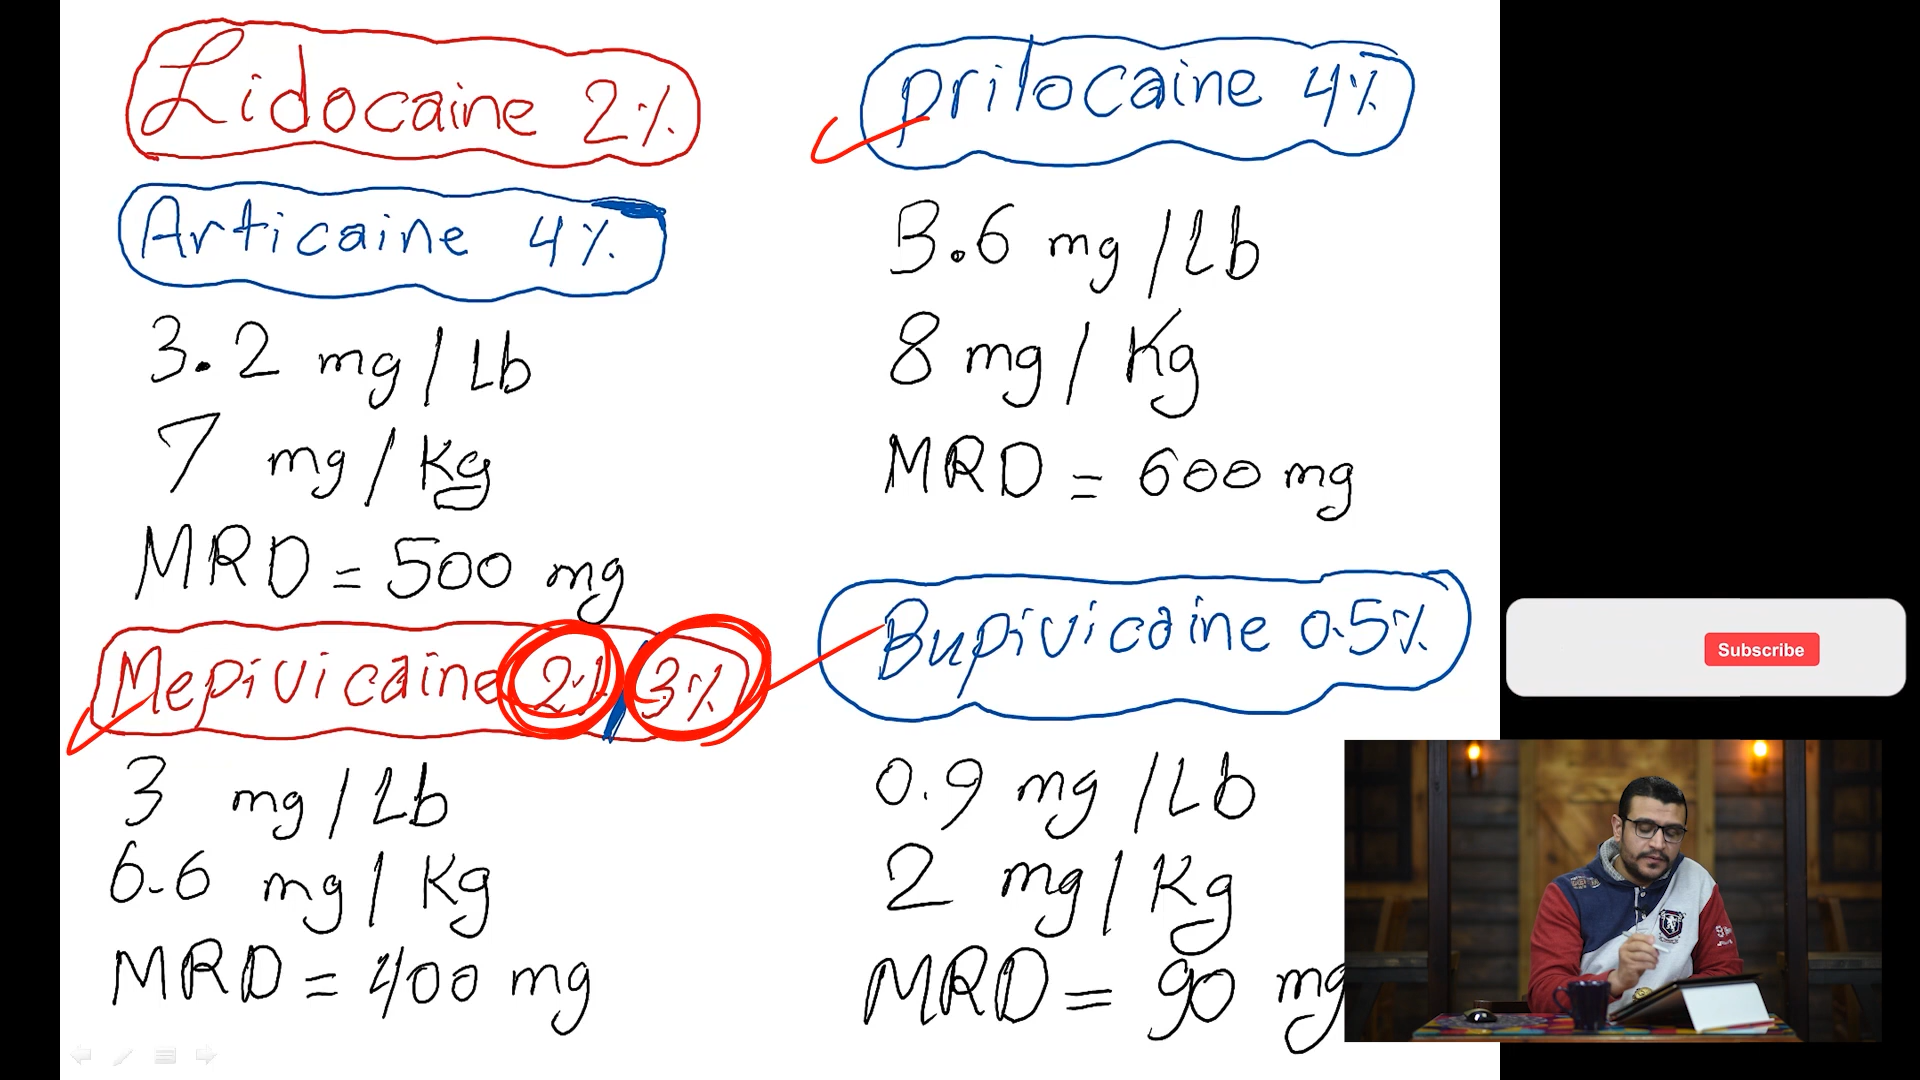 Lidocaine 2%
Articaine 4%
3.2 mg/Lb
7 mg/Kg
MRD = 500 mg
Mepivicaine 2% / 3%
3 mg/Lb
6.6 mg/Kg
MRD = 400 mg
prilocaine 4%
3.6 mg/Lb
8 mg/Kg
MRD = 600 mg
Bupivicaine 0.5%
0.9 mg/Lb
2 mg/Kg
MRD = 90 mg
Subscribe